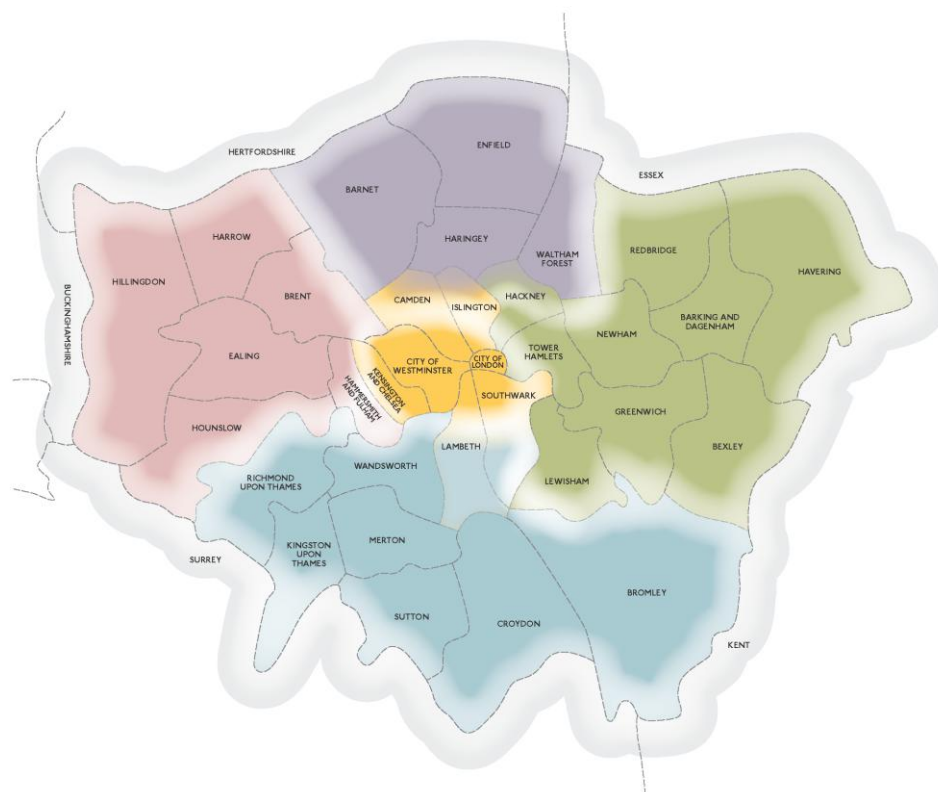 HERTFORDSHIRE
ENFIELD
BARNET
ESSEX
HARROW
HARINGEY
WALTHAM
FOREST
REDBRIDGE
HILLINGDON
HAVERING
BUCKINGHAMSHIRE
BRENT
CAMDEN
ISLINGTON
HACKNEY
BARKING AND
DAGENHAM
NEWHAM
EALING
TOWER
HAMLETS
CITY OF
WESTMINSTER
CITY OF
LONDON
KENSINGTON
AND CHELSEA
HAMMERSMITH
AND FULHAM
SOUTHWARK
HOUNSLOW
GREENWICH
LAMBETH
BEXLEY
WANDSWORTH
RICHMOND
UPON THAMES
LEWISHAM
SURREY
KINGSTON
UPON
THAMES
MERTON
SUTTON
CROYDON
BROMLEY
KENT